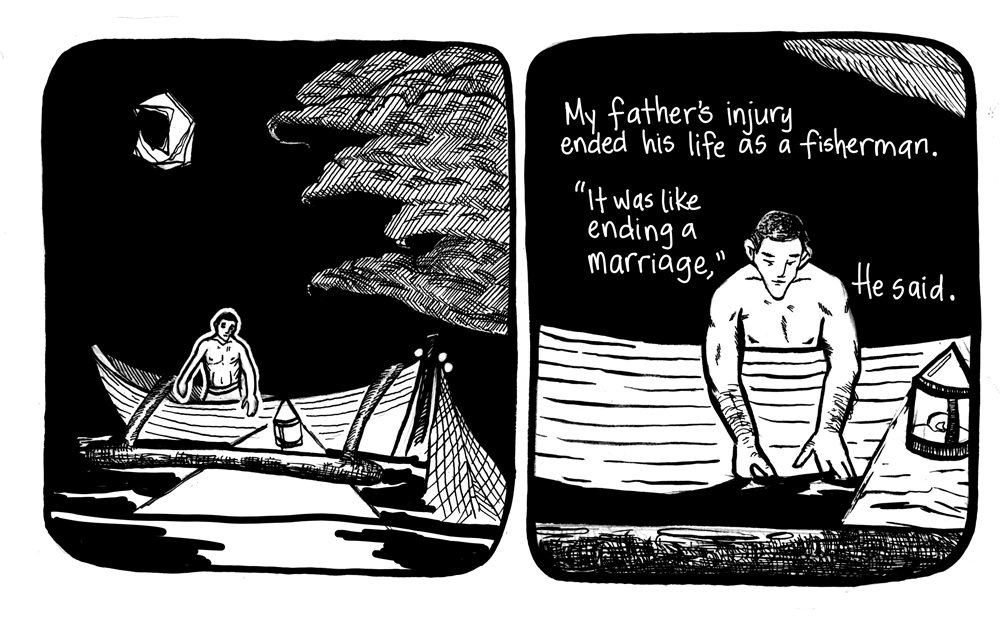 My father's injury
ended his life as a fisherman.
"It was like
ending a
marriage,"
He said.